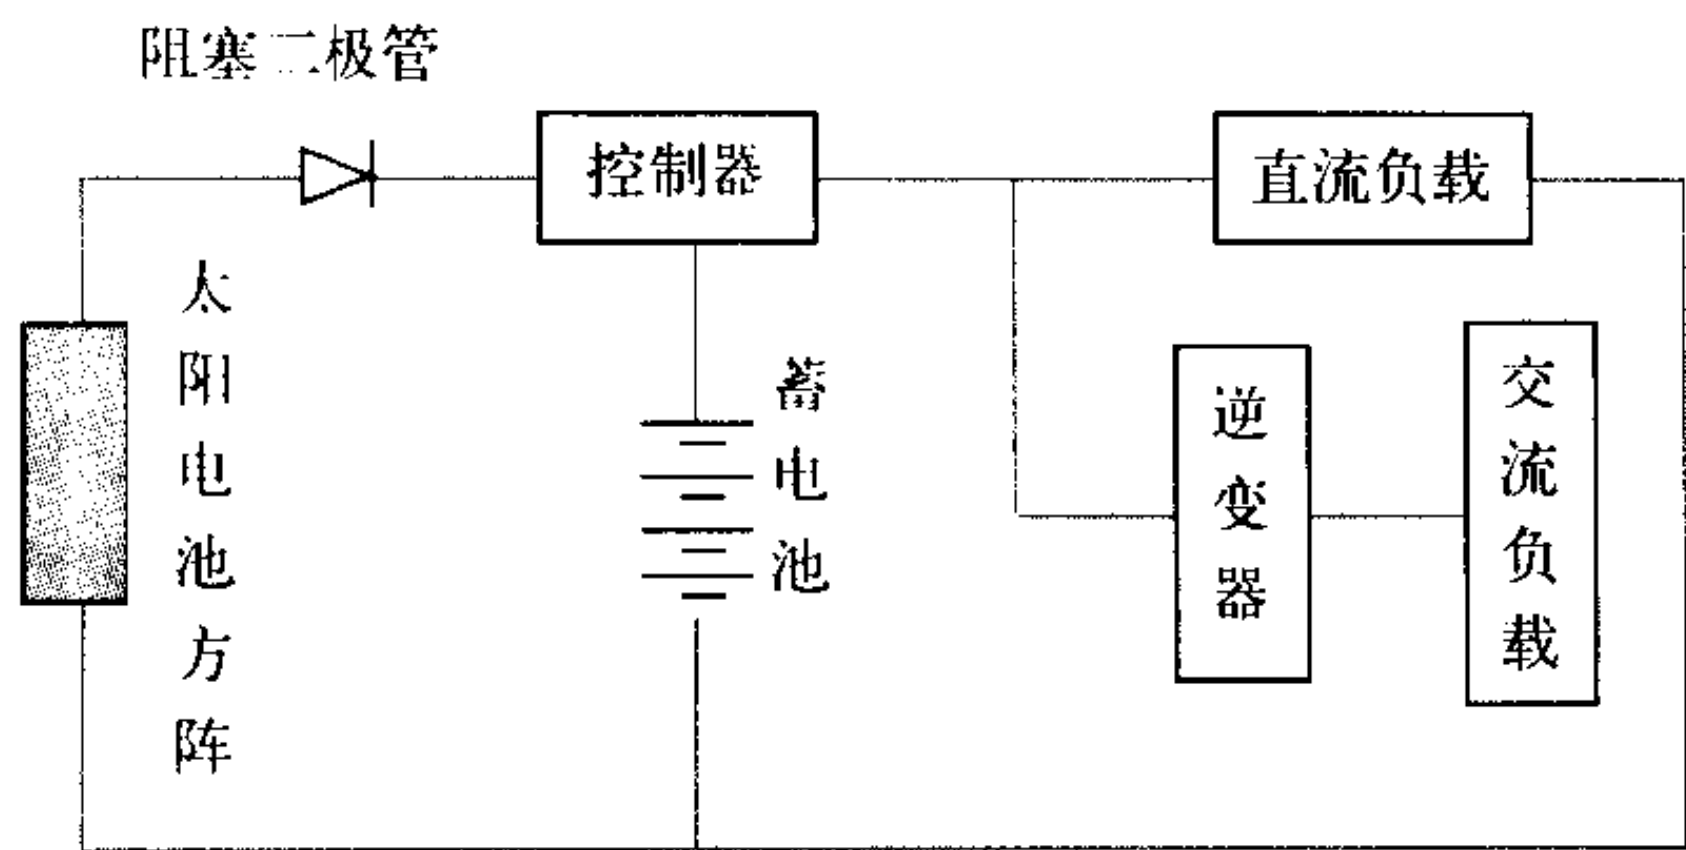 阻塞二极管
控制器
直流负载
太阳电池方阵
蓄电池
逆变器
交流负载